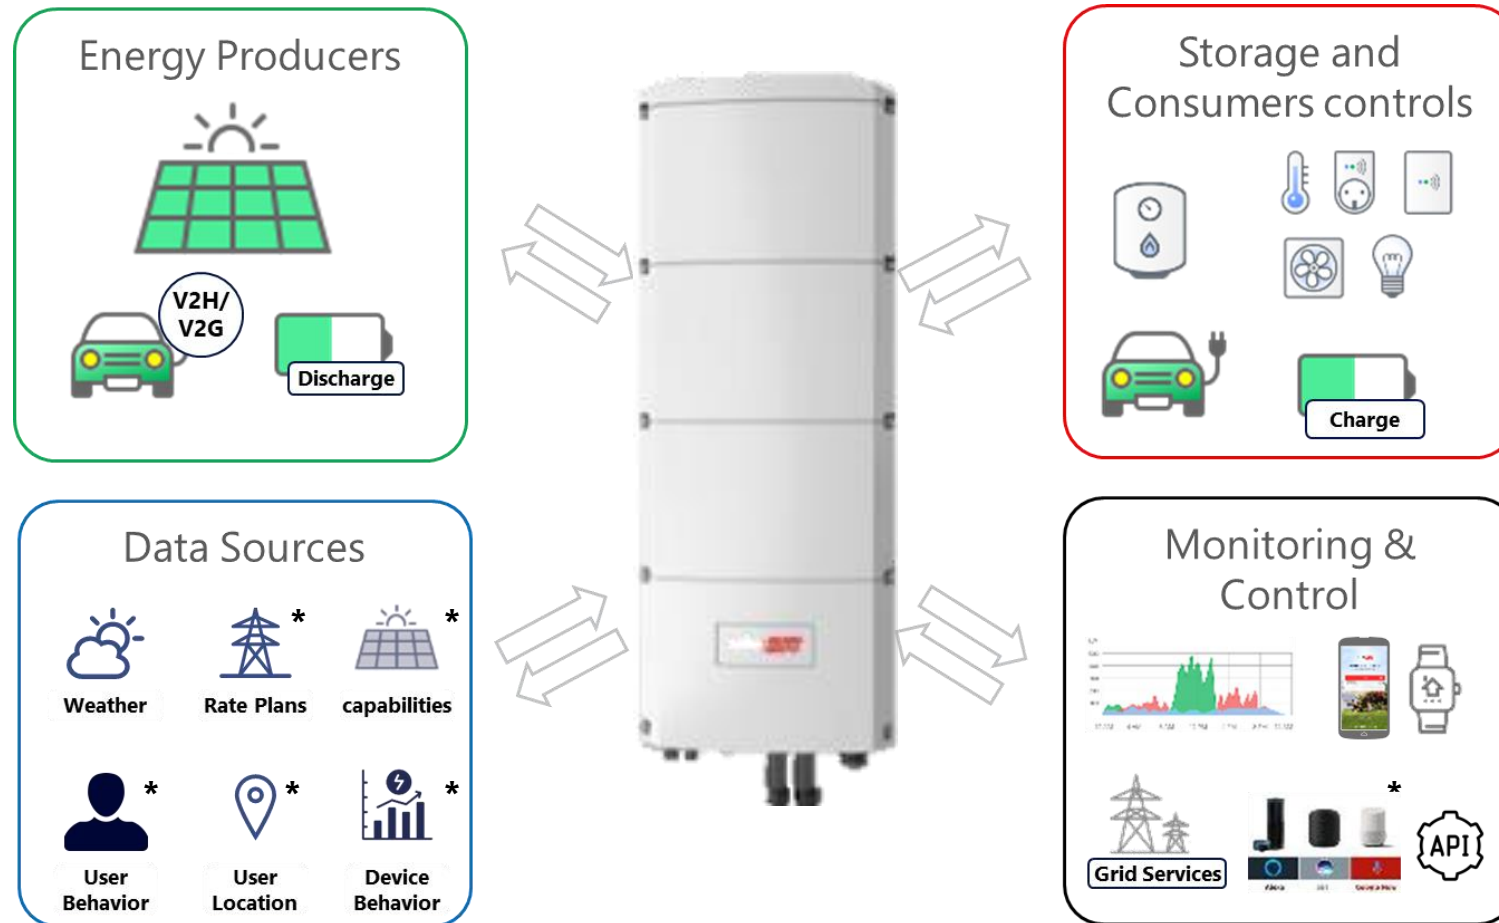 Energy Producers
V2H/
V2G
Discharge
Storage and
Consumers controls
Charge
Data Sources
*
*
Weather
Rate Plans
capabilities
*
*
*
User
Behavior
User
Location
Device
Behavior
Monitoring &
Control
*
Grid Services
Alexa
API